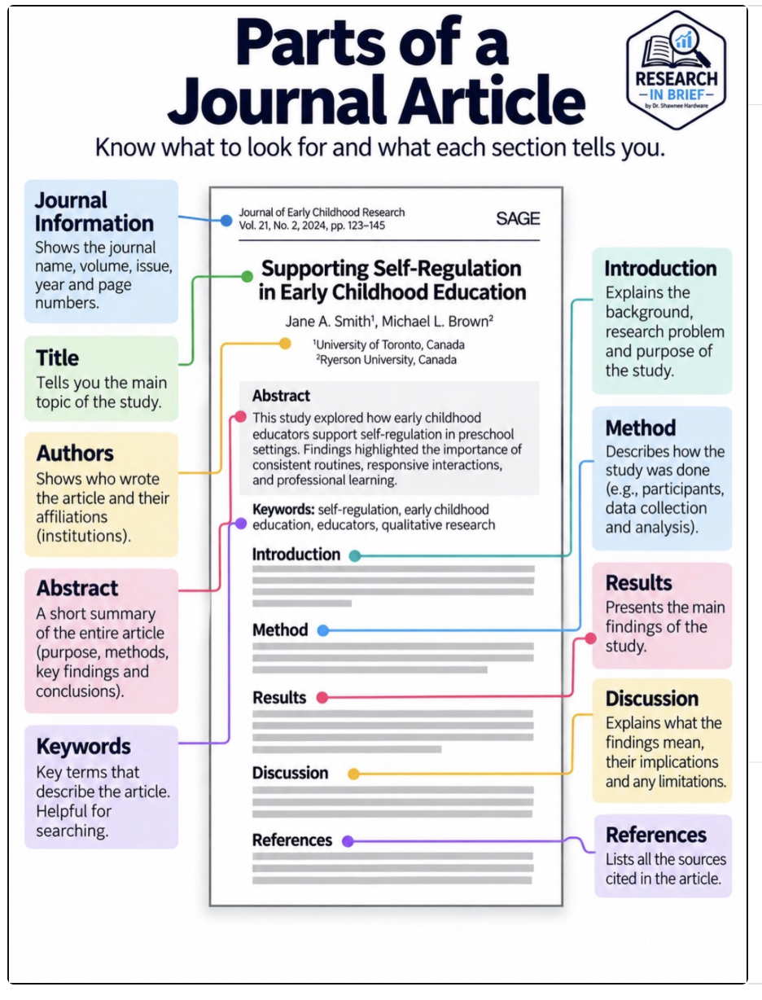 Parts of a
Journal Article
RESEARCH
IN BRIEF
by Dr. Shawnee Hardware
Know what to look for and what each section tells you.
Journal
Information
Shows the journal
name, volume, issue,
year and page
numbers.
Title
Tells you the main
topic of the study.
Authors
Shows who wrote
the article and their
affiliations
(institutions).
Abstract
A short summary
of the entire article
(purpose, methods,
key findings and
conclusions).
Keywords
Key terms that
describe the article.
Helpful for
searching.
Journal of Early Childhood Research
Vol. 21, No. 2, 2024, pp. 123–145
SAGE
Supporting Self-Regulation
in Early Childhood Education
Jane A. Smith¹, Michael L. Brown²
¹University of Toronto, Canada
²Ryerson University, Canada
Abstract
This study explored how early childhood
educators support self-regulation in preschool
settings. Findings highlighted the importance of
consistent routines, responsive interactions,
and professional learning.
Keywords: self-regulation, early childhood
education, educators, qualitative research
Introduction
Method
Results
Discussion
References
Introduction
Explains the
background,
research problem
and purpose of
the study.
Method
Describes how the
study was done
(e.g., participants,
data collection
and analysis).
Results
Presents the main
findings of the
study.
Discussion
Explains what the
findings mean,
their implications
and any limitations.
References
Lists all the sources
cited in the article.